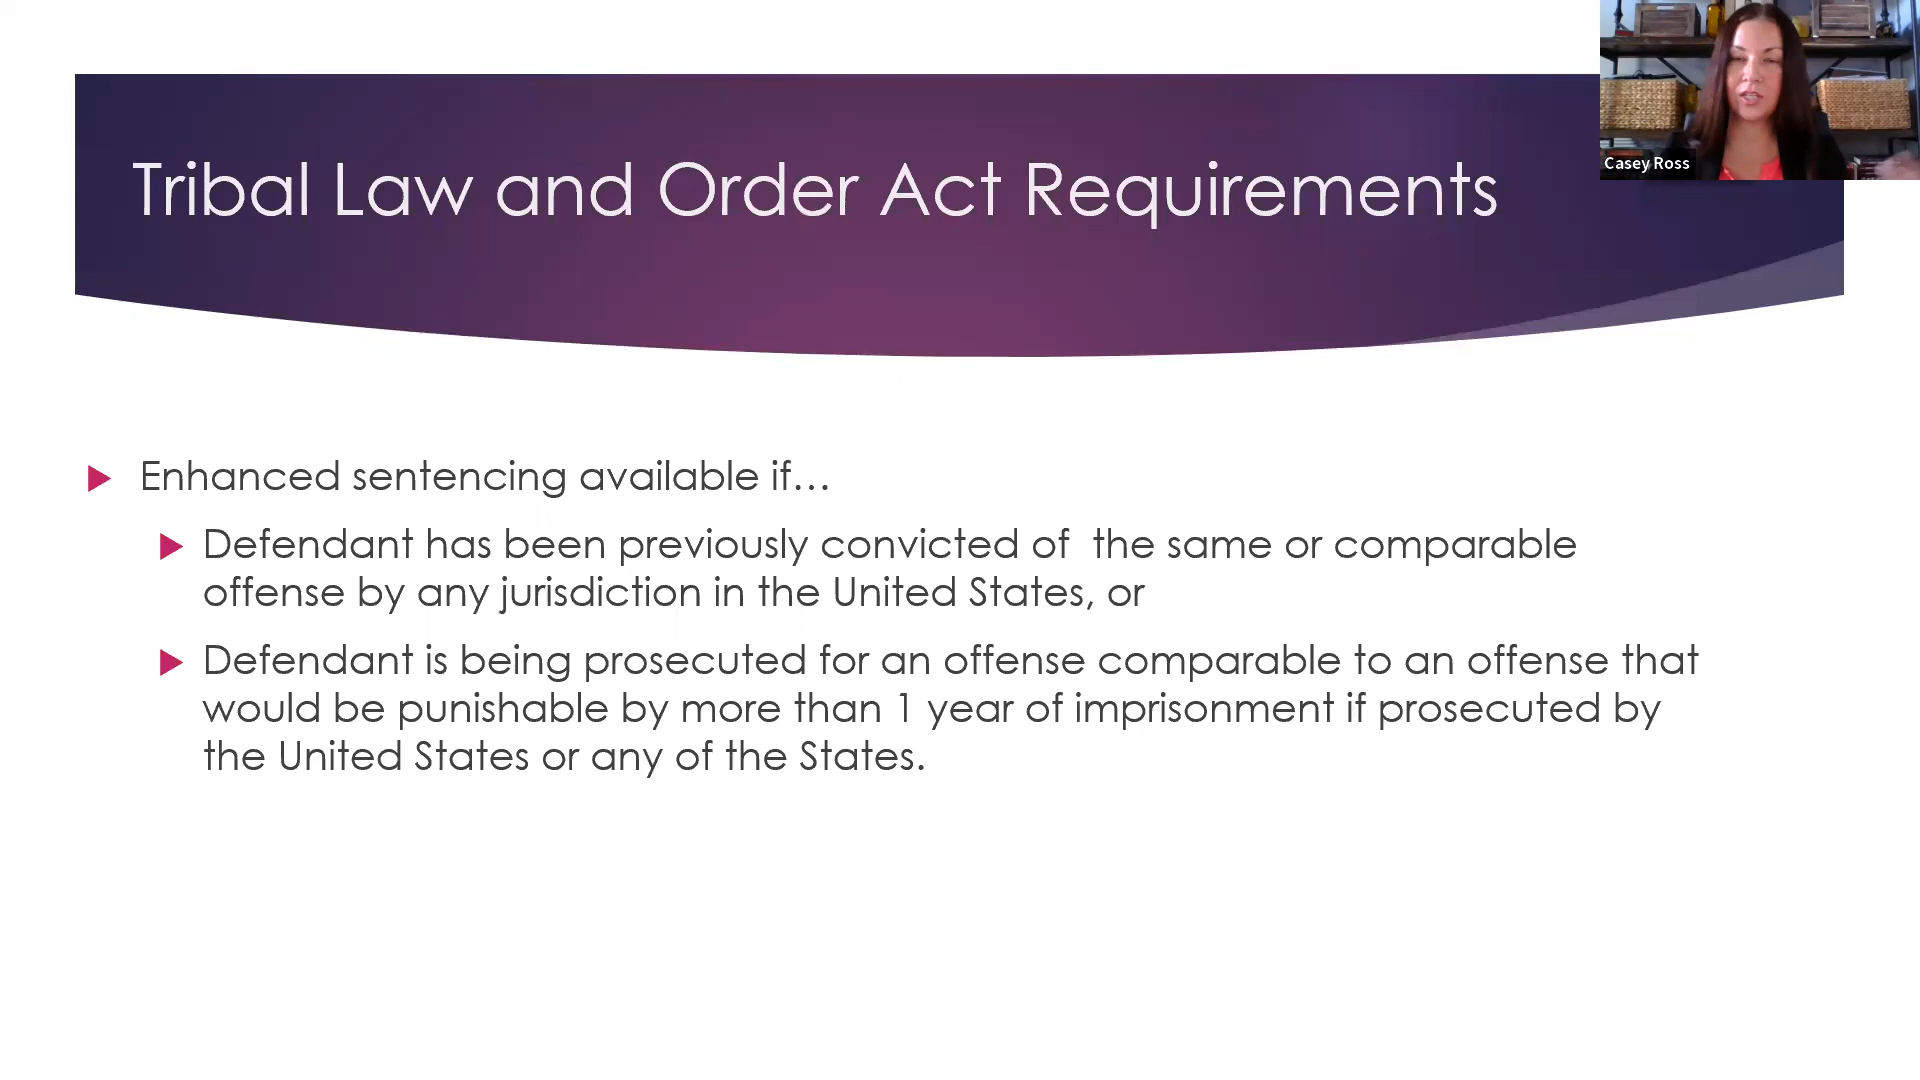 Tribal Law and Order Act Requirements
Casey Ross
Enhanced sentencing available if…
Defendant has been previously convicted of  the same or comparable
offense by any jurisdiction in the United States, or
Defendant is being prosecuted for an offense comparable to an offense that
would be punishable by more than 1 year of imprisonment if prosecuted by
the United States or any of the States.